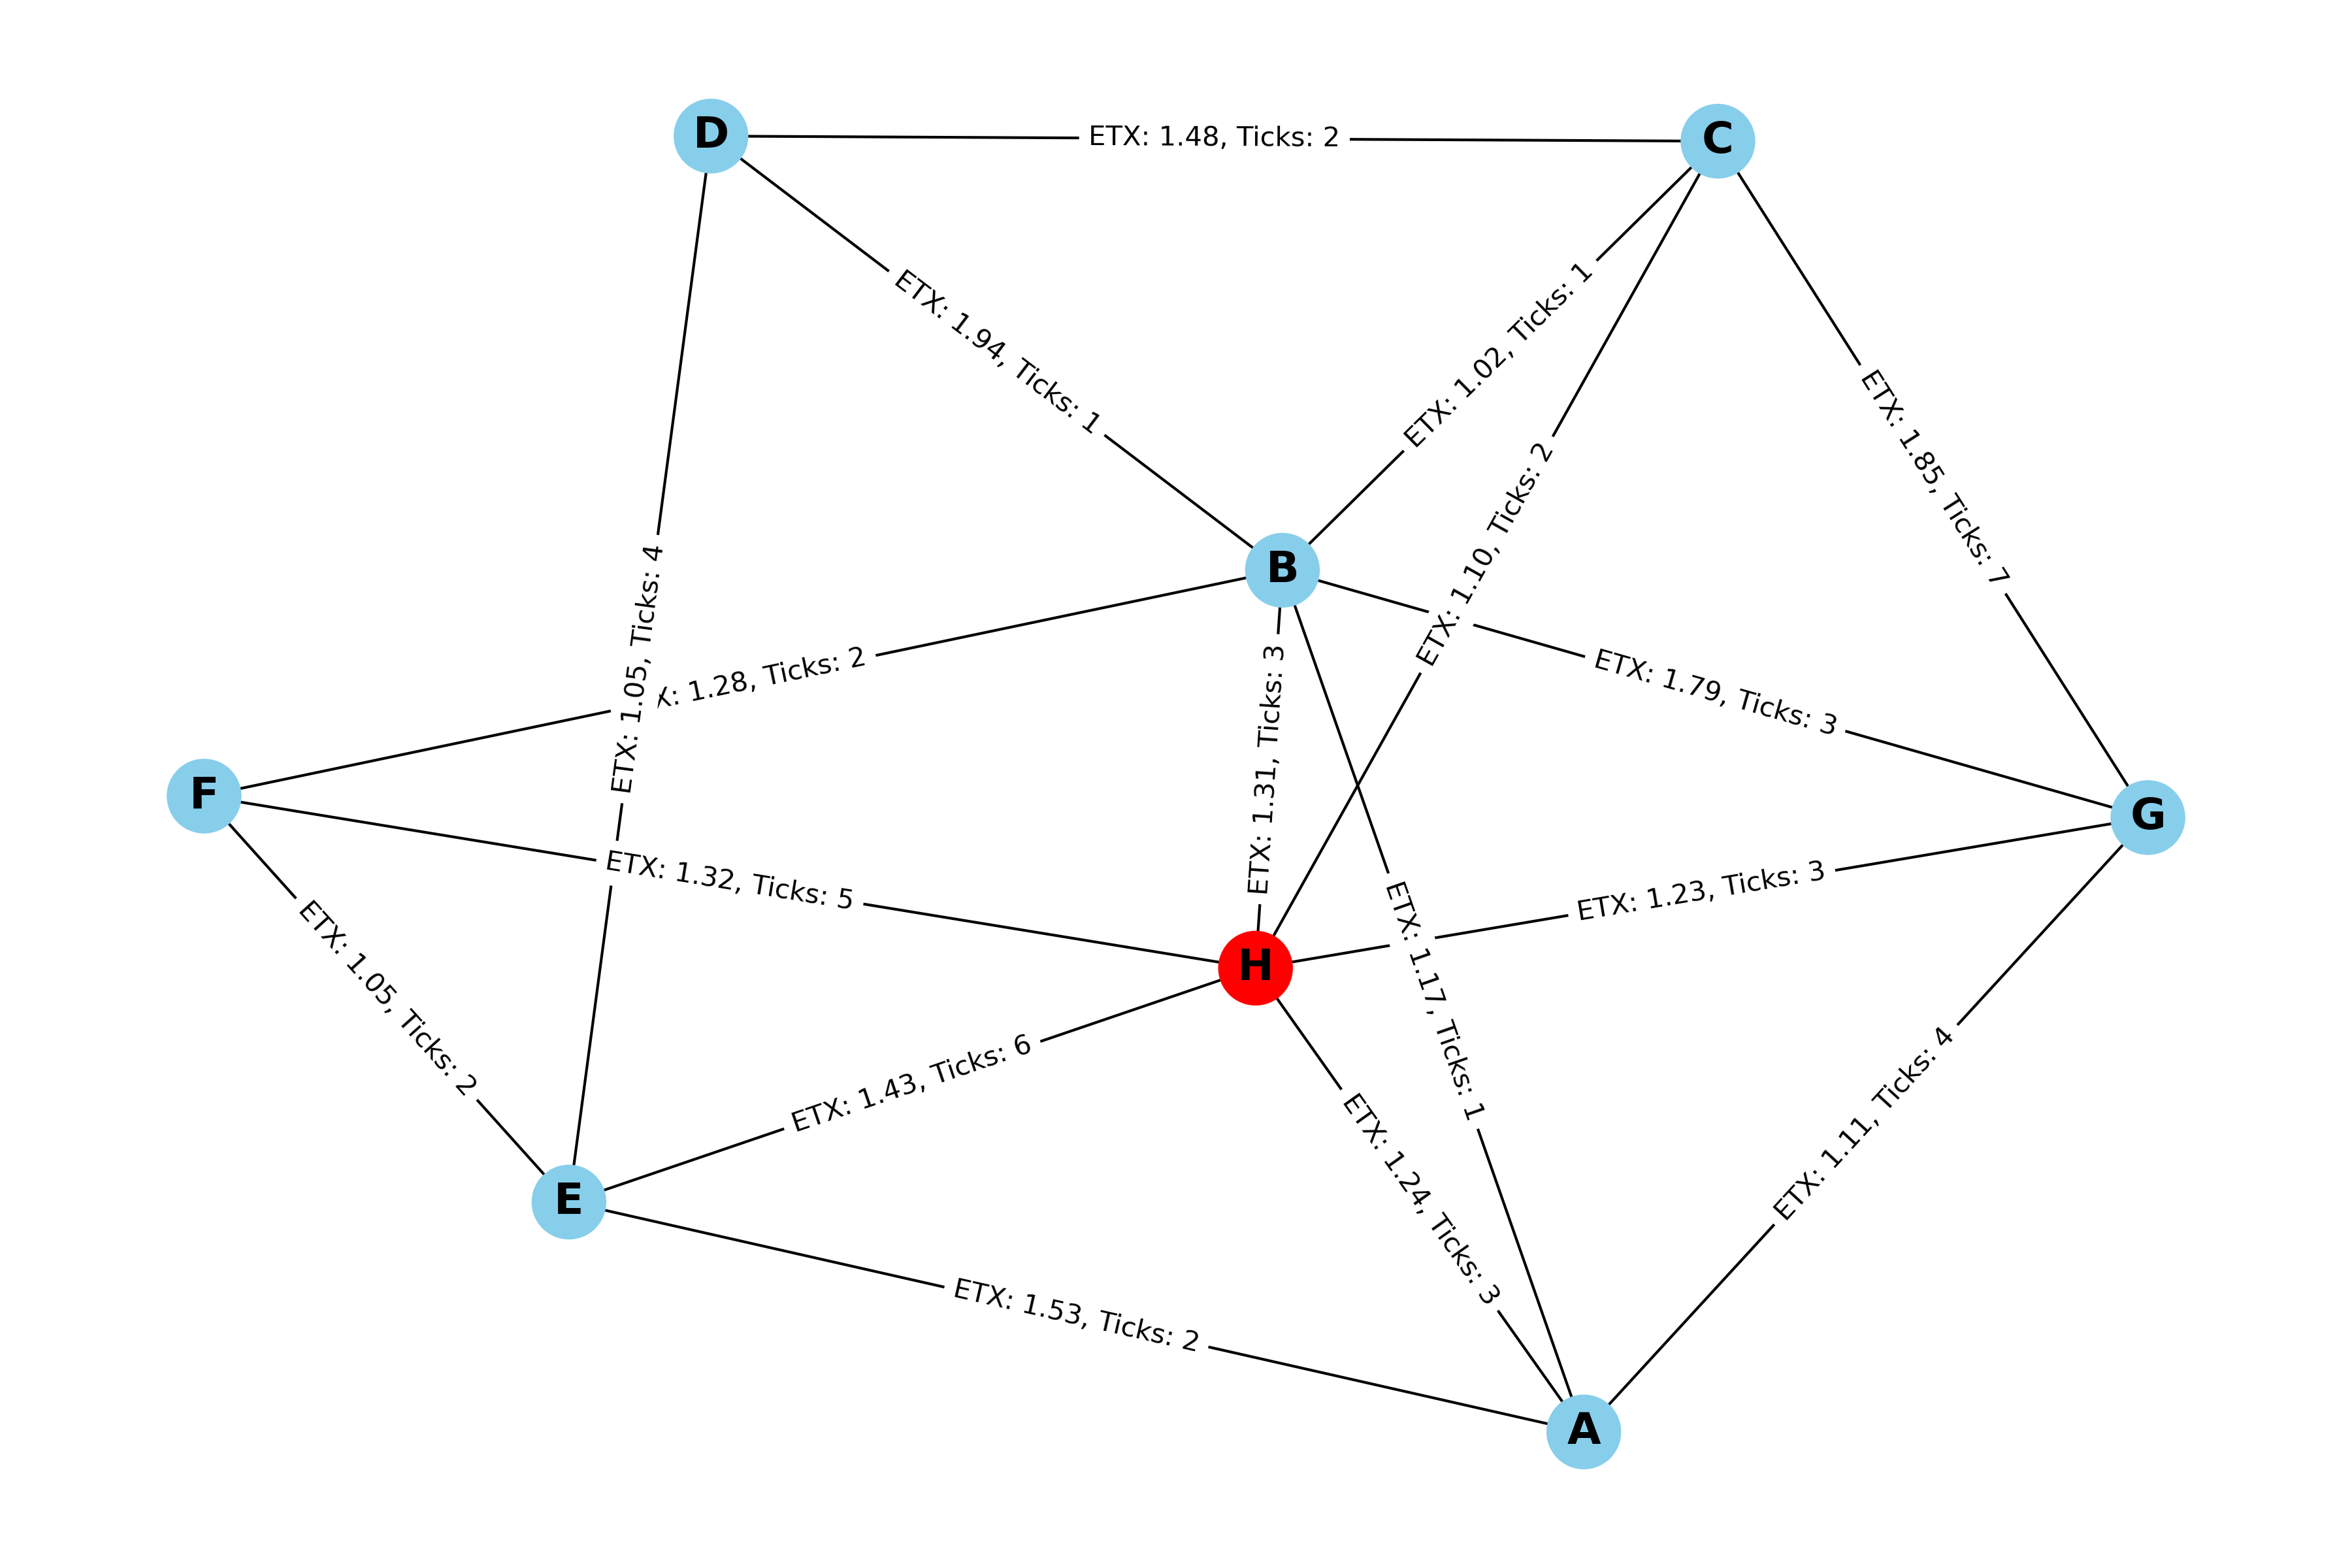 D
C
ETX: 1.48, Ticks: 2
ETX: 1.94, Ticks: 1
ETX: 1.02, Ticks: 1
ETX: 1.10, Ticks: 2
ETX: 1.85, Ticks: 7
ETX: 1.05, Ticks: 4
B
: 1.28, Ticks: 2
ETX: 1.31, Ticks: 3
ETX: 1.79, Ticks: 3
F
G
ETX: 1.32, Ticks: 5
ETX: 1.23, Ticks: 3
H
ETX: 1.17, Ticks: 1
ETX: 1.05, Ticks: 2
ETX: 1.43, Ticks: 6
ETX: 1.24, Ticks: 3
ETX: 1.11, Ticks: 4
E
ETX: 1.53, Ticks: 2
A